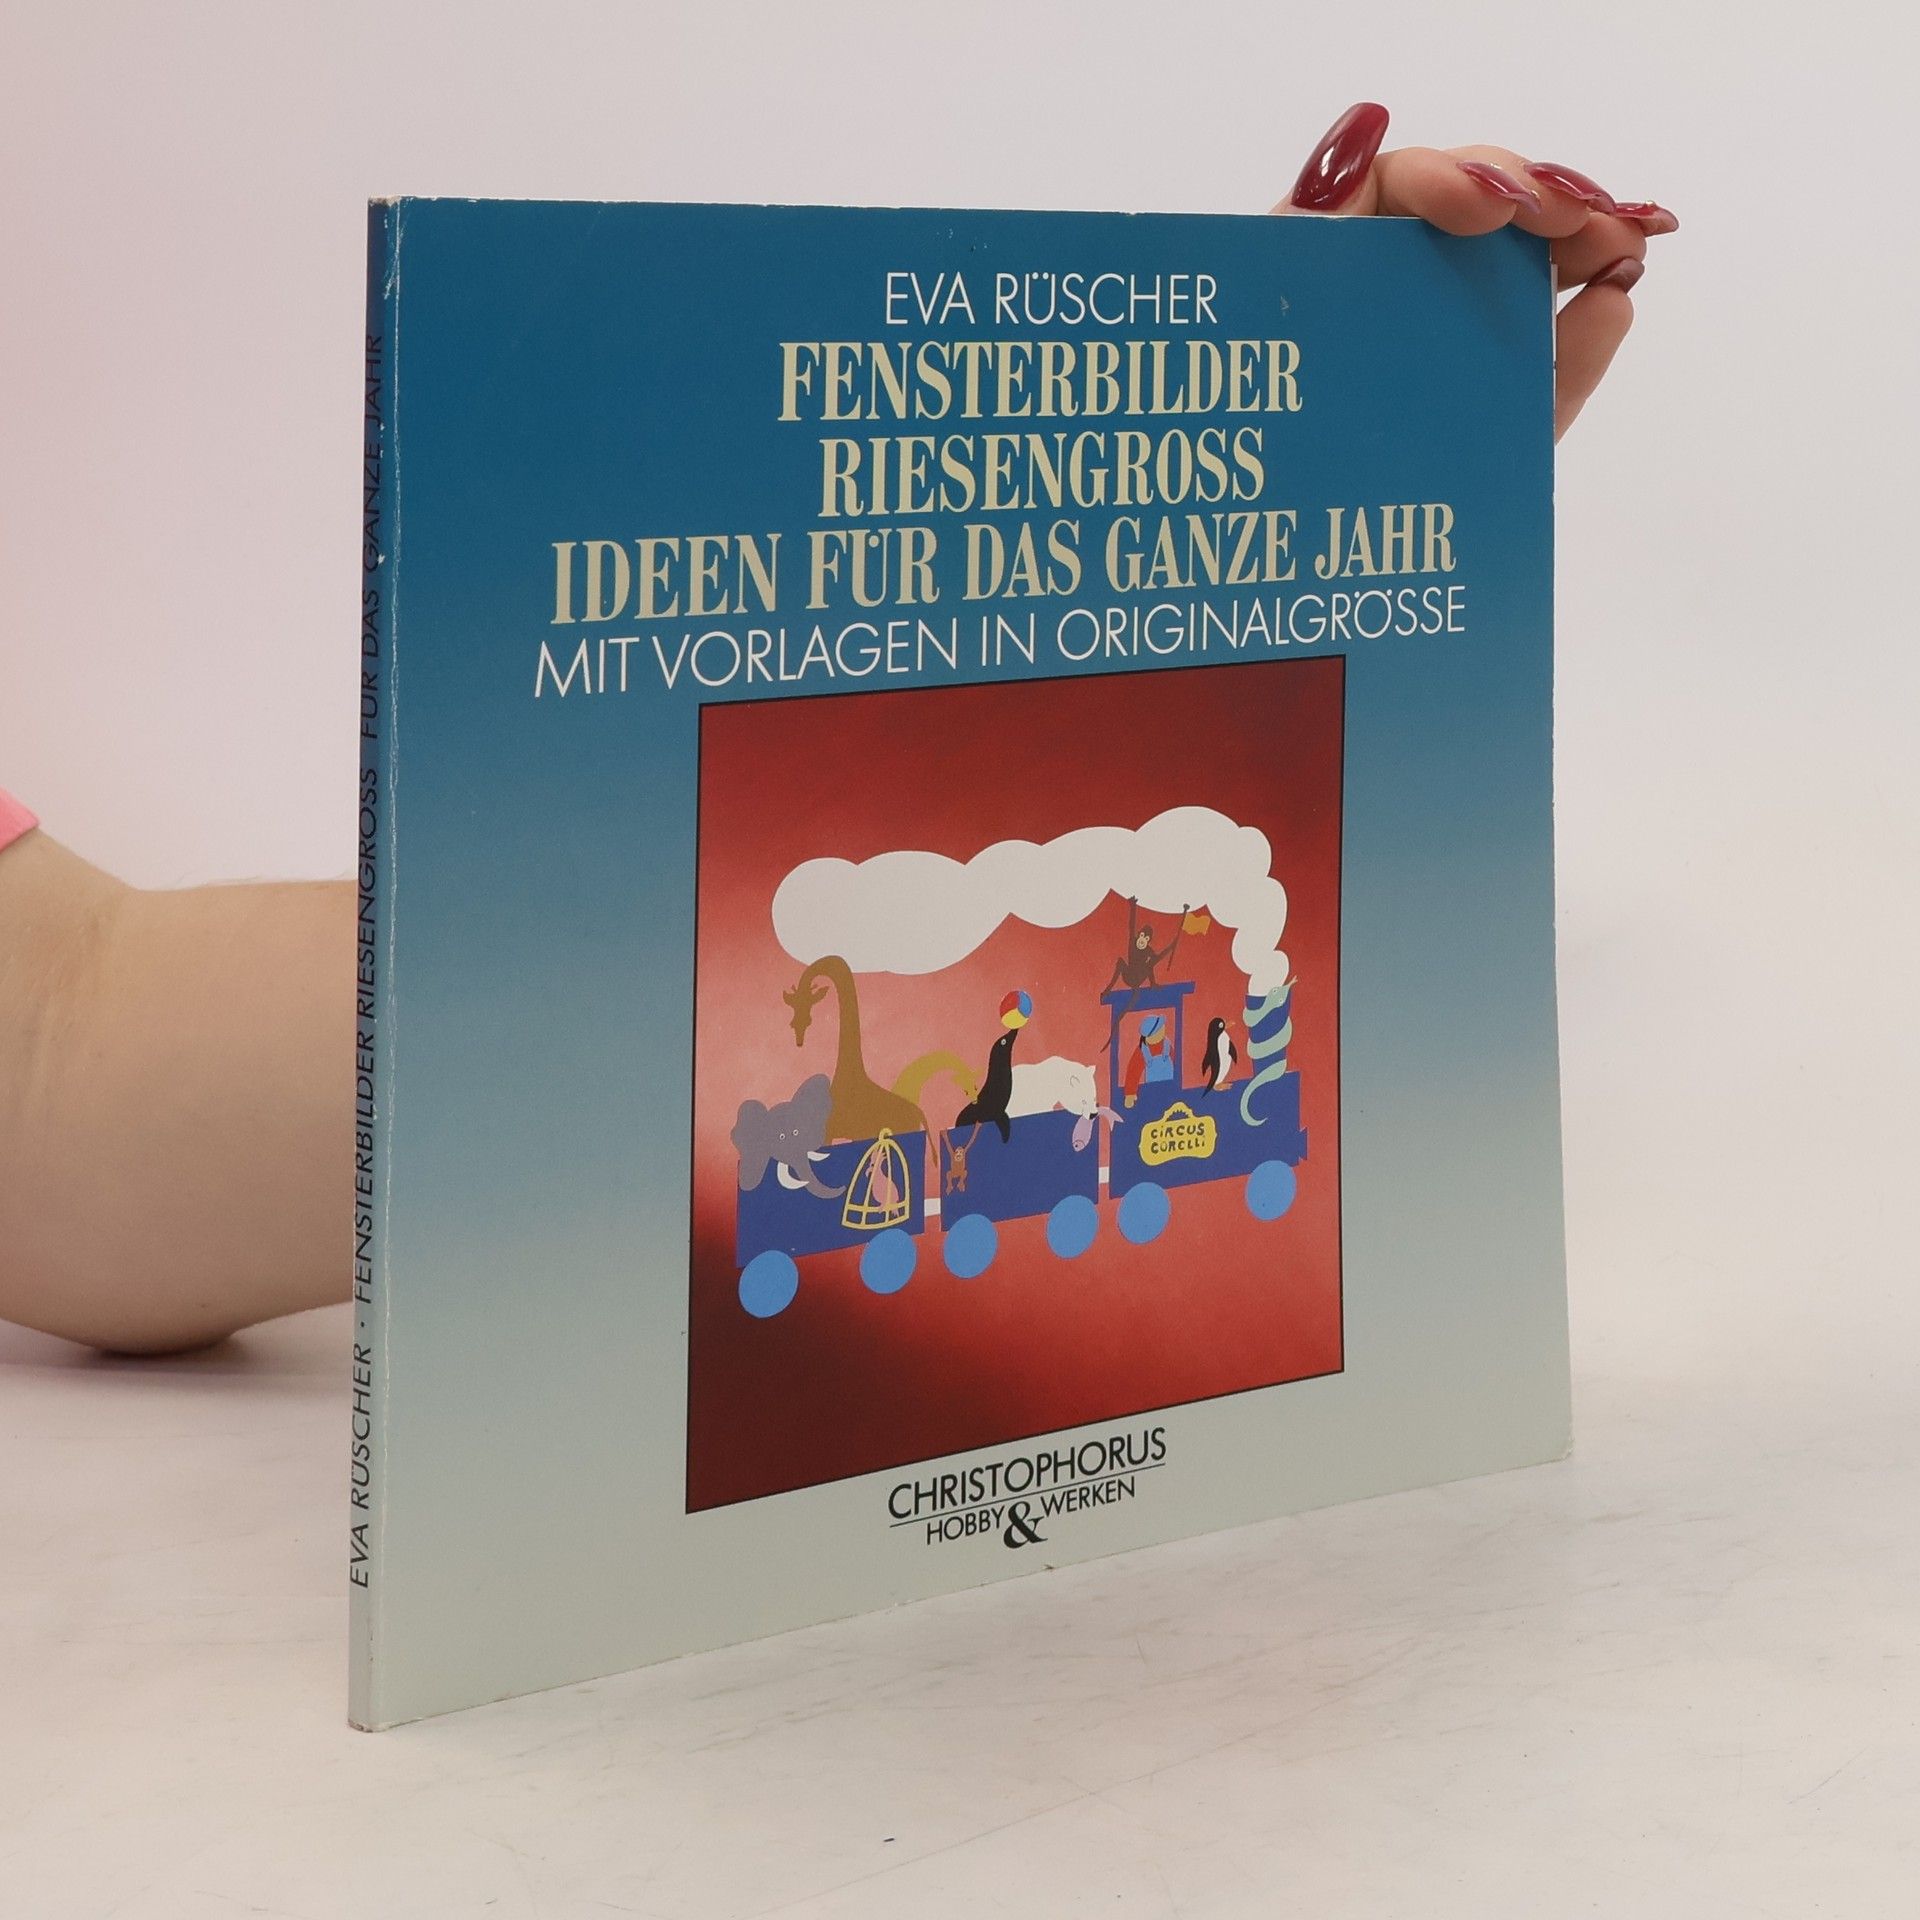 EVA RÜSCHER
FENSTERBILDER
RIESENGROSS
IDEEN FÜR DAS GANZE JAHR
MIT VORLAGEN IN ORIGINALGRÖSSE
CIRCUS
CORELLI
CHRISTOPHORUS
HOBBY & WERKEN
EVA RÜSCHER · FENSTERBILDER RIESENGROSS FÜR DAS GANZE JAHR